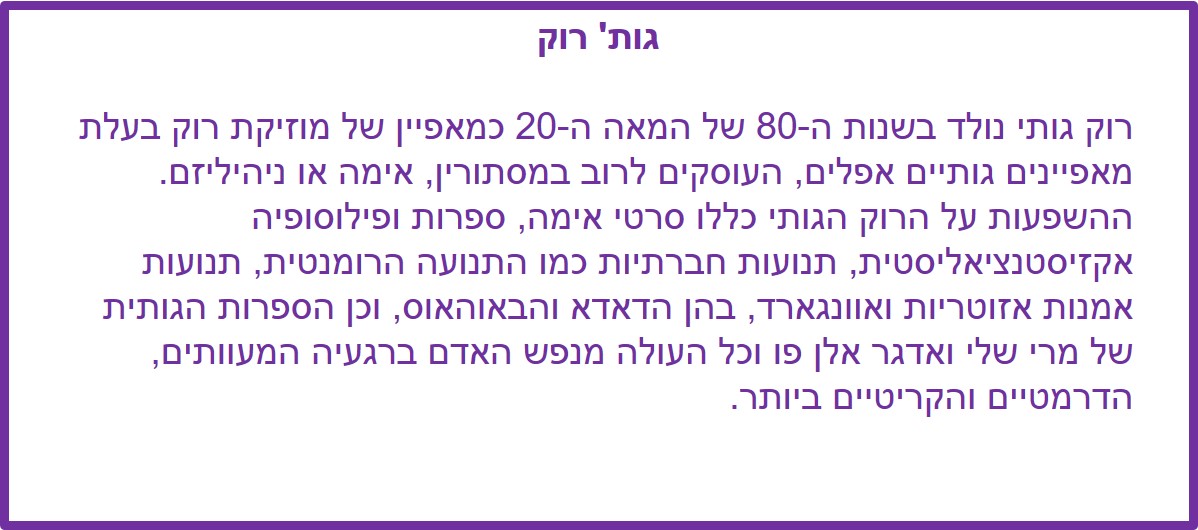 גות' רוק
רוק גותי נולד בשנות ה-80 של המאה ה-20 כמאפיין של מוזיקת רוק בעלת
מאפיינים גותיים אפלים, העוסקים לרוב במסתורין, אימה או ניהיליזם.
ההשפעות על הרוק הגותי כללו סרטי אימה, ספרות ופילוסופיה
אקזיסטנציאליסטית, תנועות חברתיות כמו התנועה הרומנטית, תנועות
אמנות אזוטריות ואוונגארד, בהן הדאדא והבאוהאוס, וכן הספרות הגותית
של מרי שלי ואדגר אלן פו וכל העולה מנפש האדם ברגעיה המעוותים,
הדרמטיים והקריטיים ביותר.